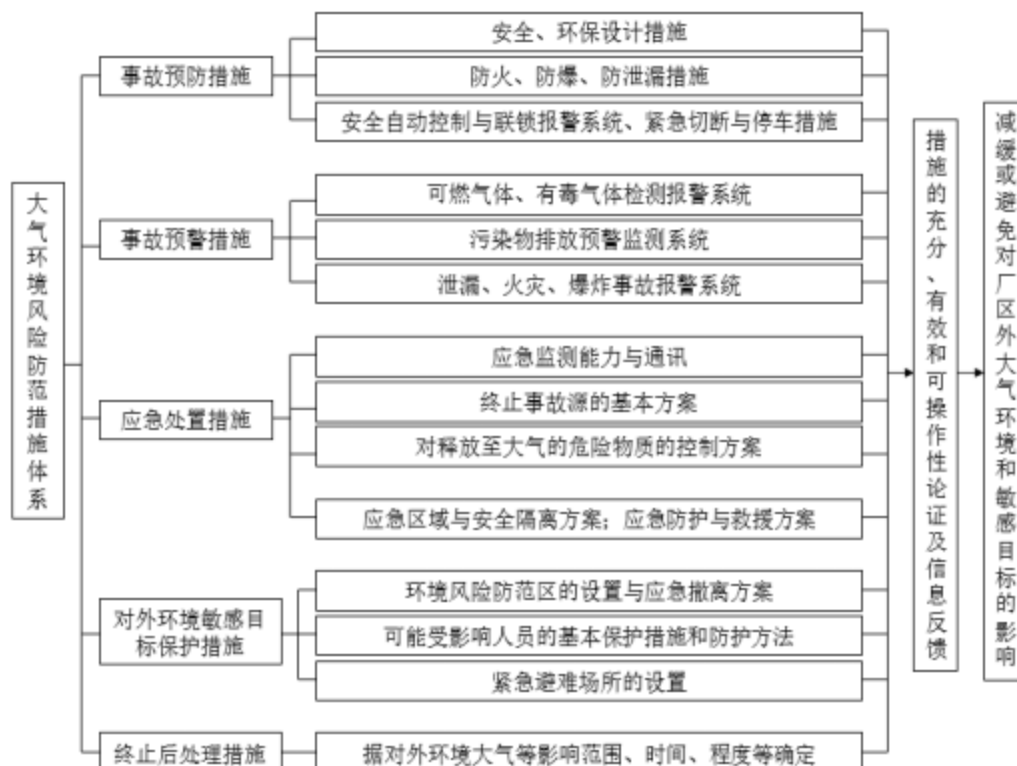 大气环境风险防范措施体系
事故预防措施
安全、环保设计措施
防火、防爆、防泄漏措施
安全自动控制与联锁报警系统、紧急切断与停车措施
事故预警措施
可燃气体、有毒气体检测报警系统
污染物排放预警监测系统
泄漏、火灾、爆炸事故报警系统
应急处置措施
应急监测能力与通讯
终止事故源的基本方案
对释放至大气的危险物质的控制方案
应急区域与安全隔离方案；应急防护与救援方案
对外环境敏感目
标保护措施
环境风险防范区的设置与应急撤离方案
可能受影响人员的基本保护措施和防护方法
紧急避难场所的设置
终止后处理措施
据对外环境大气等影响范围、时间、程度等确定
措施的充分、有效和可操作性论证及信息反馈
减缓或避免对厂区外大气环境和敏感目标的影响